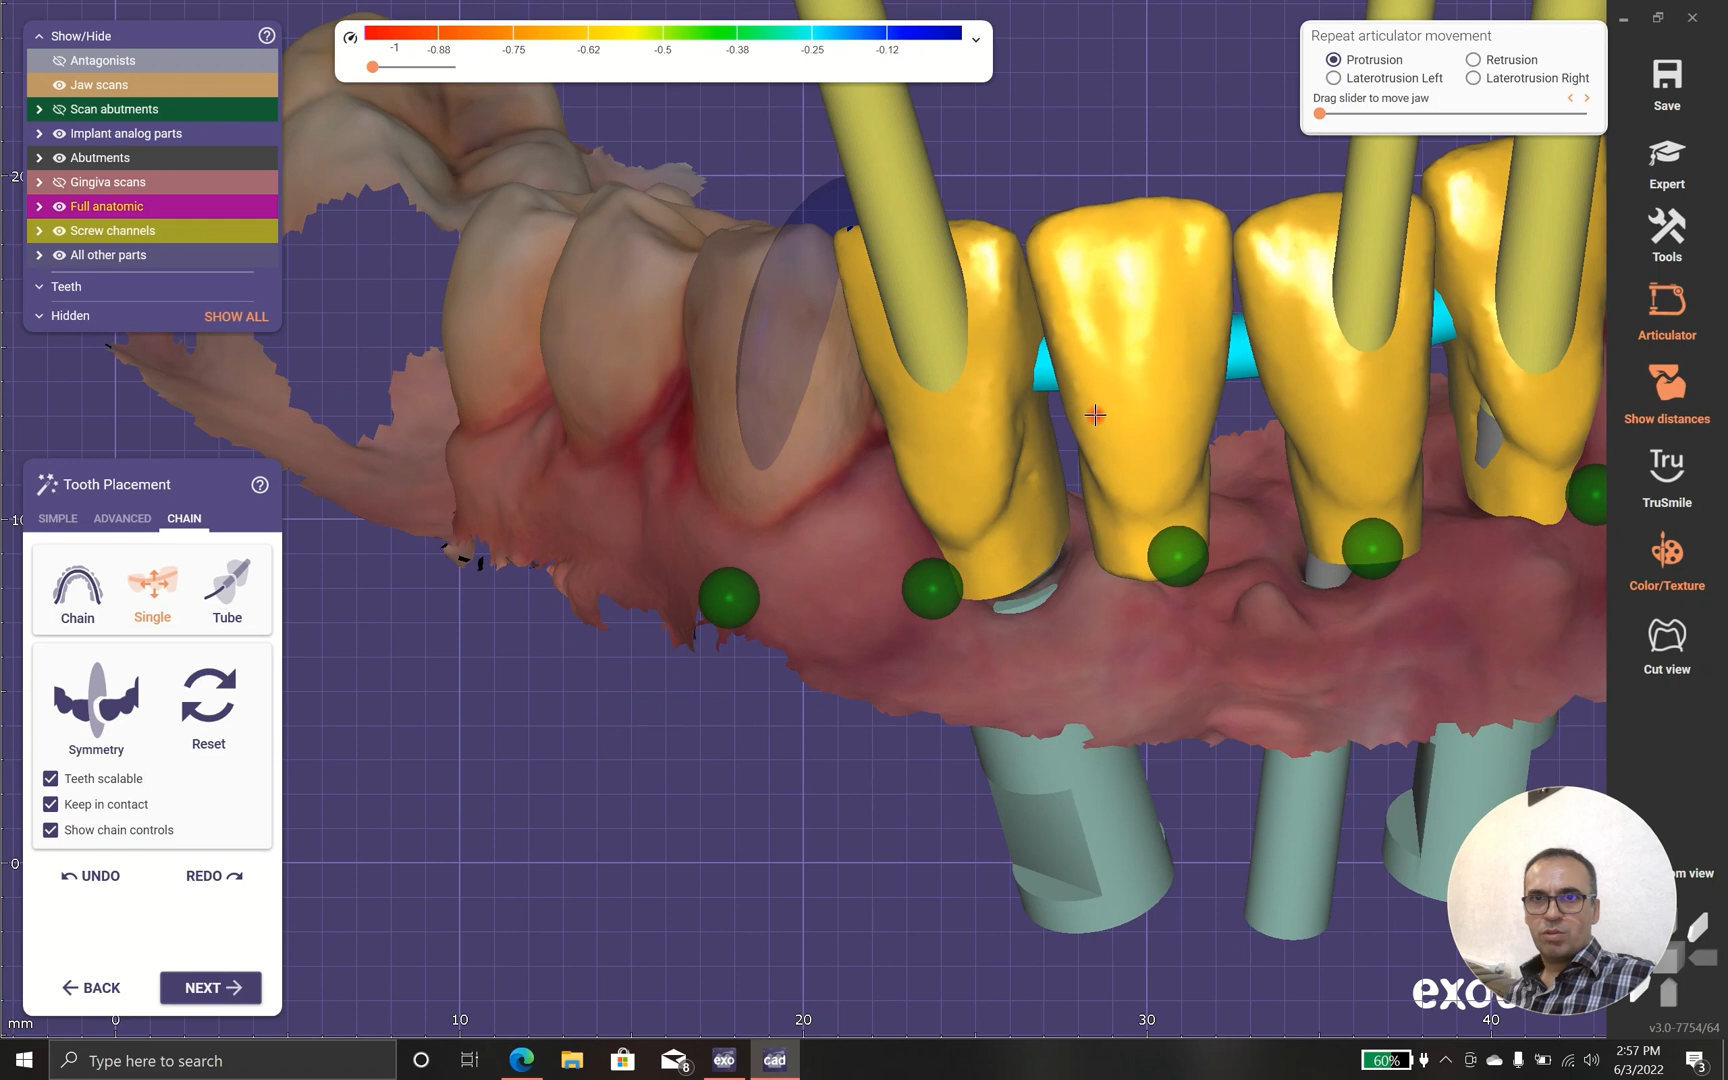 Show/Hide
Antagonists
Jaw scans
Scan abutments
Implant analog parts
Abutments
Gingiva scans
Full anatomic
Screw channels
All other parts
Teeth
Hidden SHOW ALL
-1 -0.88 -0.75 -0.62 -0.5 -0.38 -0.25 -0.12
Repeat articulator movement
Protrusion Retrusion
Laterotrusion Left Laterotrusion Right
Drag slider to move jaw
Save
Expert
Tools
Articulator
Show distances
Tru
TruSmile
Color/Texture
Cut view
om view
Tooth Placement
SIMPLE ADVANCED CHAIN
Chain Single Tube
Symmetry Reset
Teeth scalable
Keep in contact
Show chain controls
UNDO REDO
BACK NEXT
mm 0 10 20 30 40
0
v3.0-7754/64
Type here to search
exo
cad
8
60%
2:57 PM
6/3/2022
3